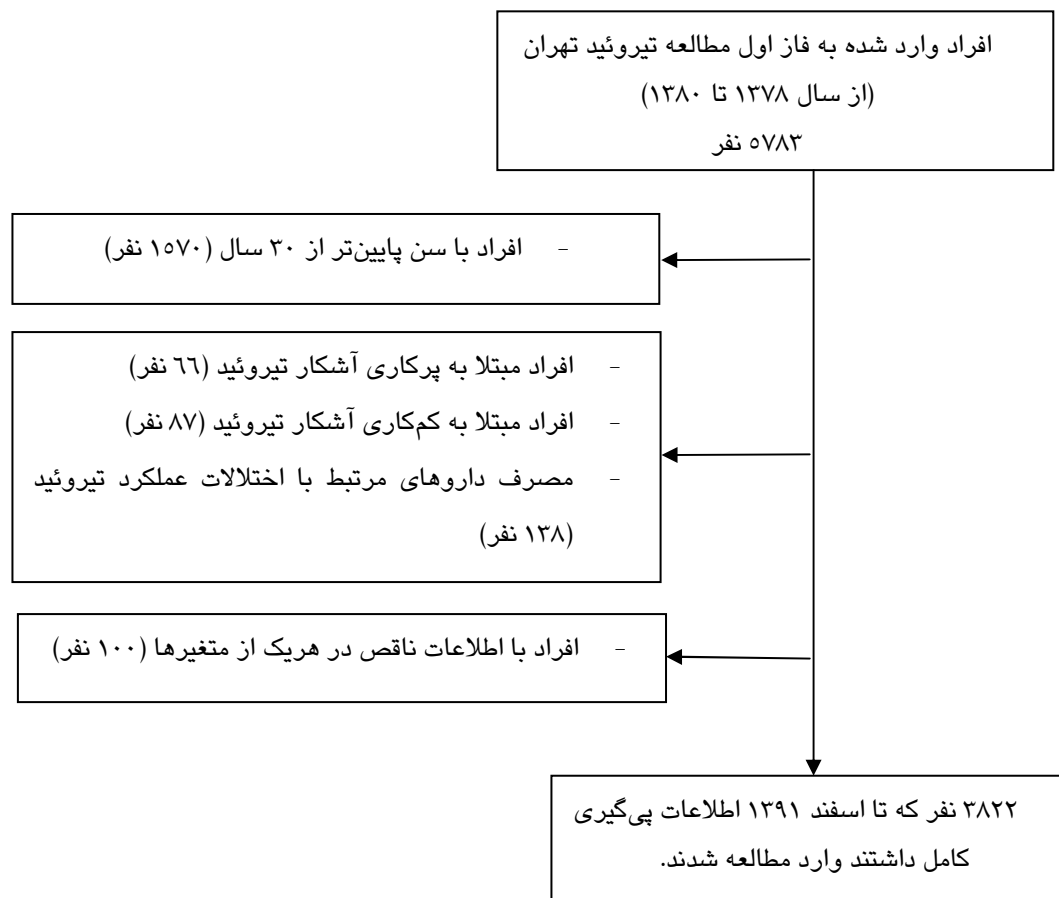 افراد وارد شده به فاز اول مطالعه تیروئید تهران
(از سال ۱۳۷۸ تا ۱۳۸۰)
۵۷۸۳ نفر
- افراد با سن پایین‌تر از ۳۰ سال (۱۵۷۰ نفر)
- افراد مبتلا به پرکاری آشکار تیروئید (۶۶ نفر)
- افراد مبتلا به کم‌کاری آشکار تیروئید (۸۷ نفر)
- مصرف داروهای مرتبط با اختلالات عملکرد تیروئید
(۱۳۸ نفر)
- افراد با اطلاعات ناقص در هریک از متغیرها (۱۰۰ نفر)
۳۸۲۲ نفر که تا اسفند ۱۳۹۱ اطلاعات پی‌گیری
کامل داشتند وارد مطالعه شدند.